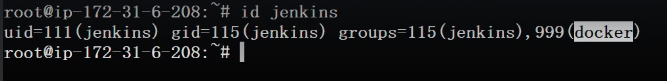 root@ip-172-31-6-208:~# id jenkins
uid=111(jenkins) gid=115(jenkins) groups=115(jenkins),999(docker)
root@ip-172-31-6-208:~#